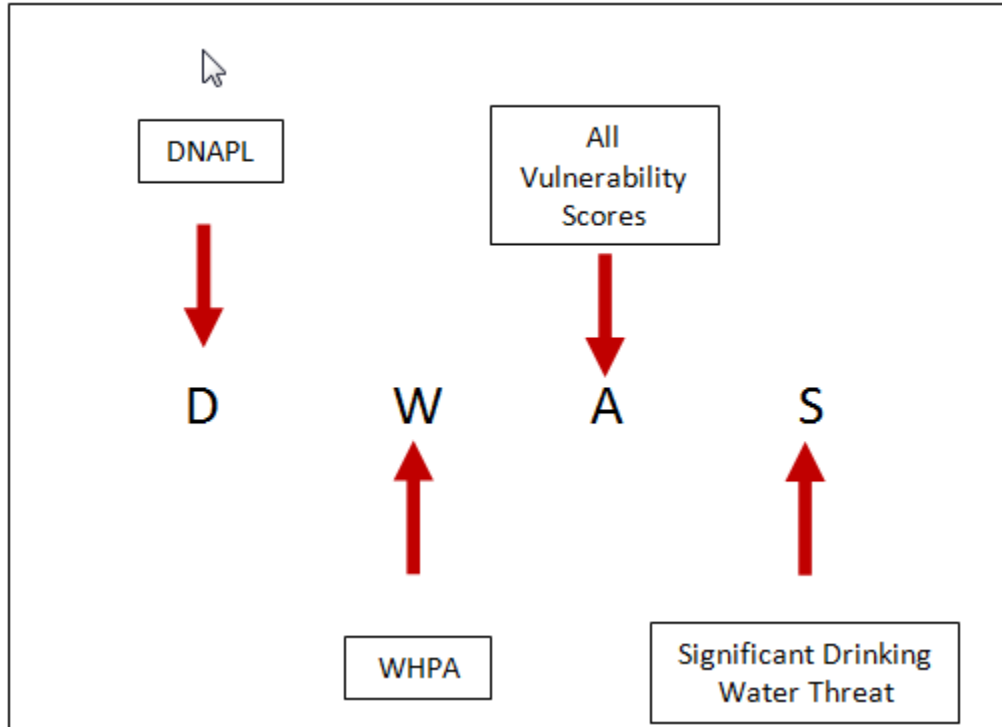 DNAPL
All
Vulnerability
Scores
D W A S
WHPA
Significant Drinking
Water Threat